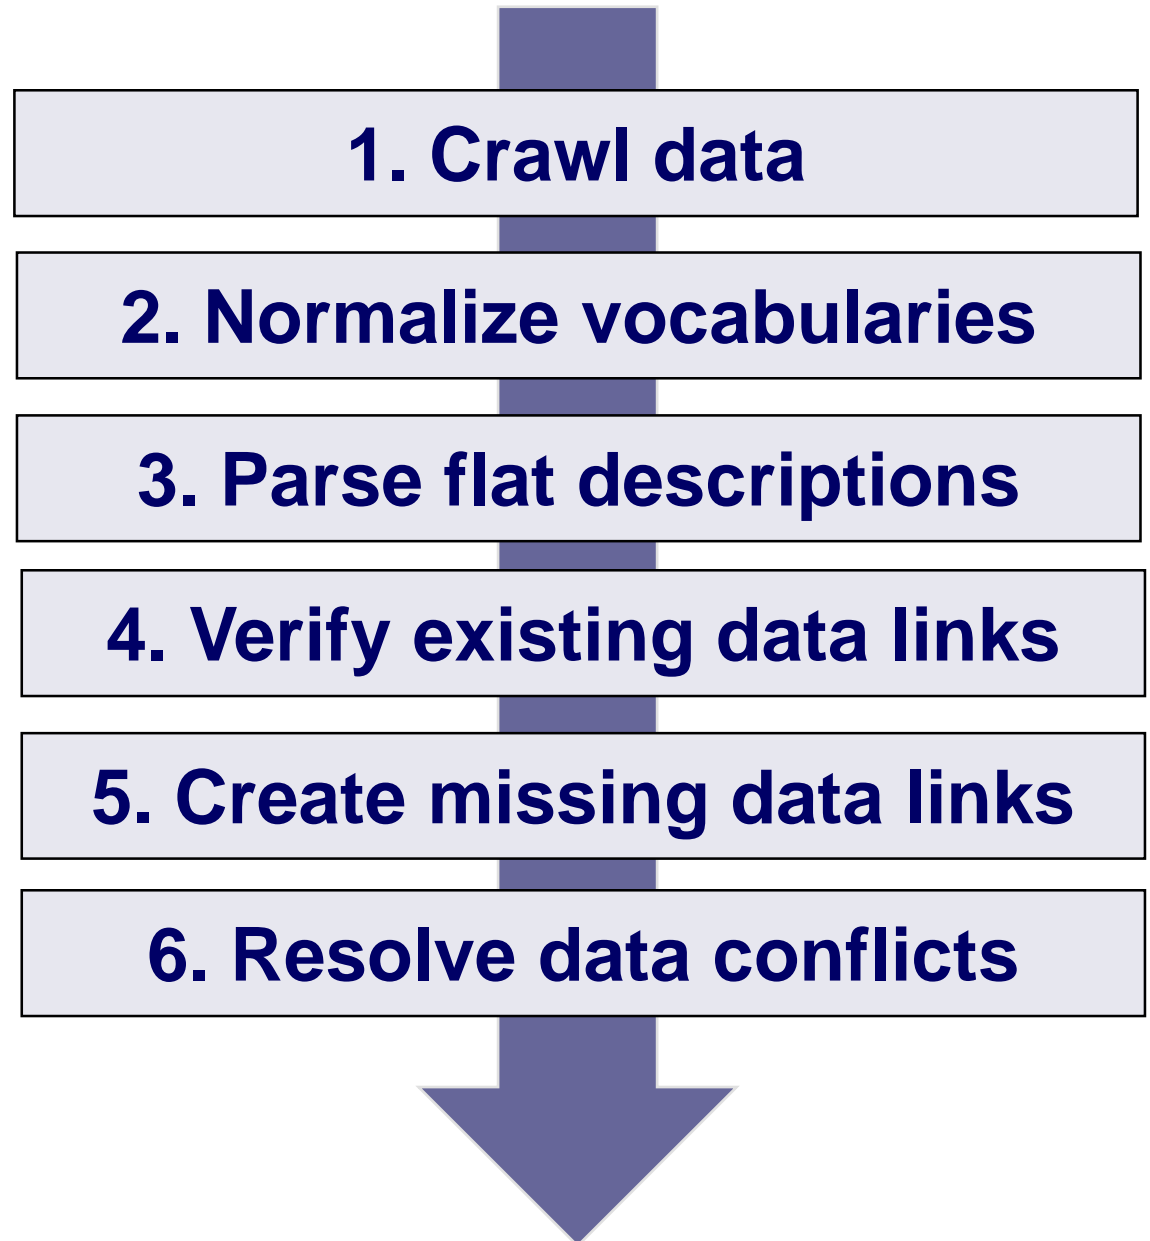 1. Crawl data
2. Normalize vocabularies
3. Parse flat descriptions
4. Verify existing data links
5. Create missing data links
6. Resolve data conflicts